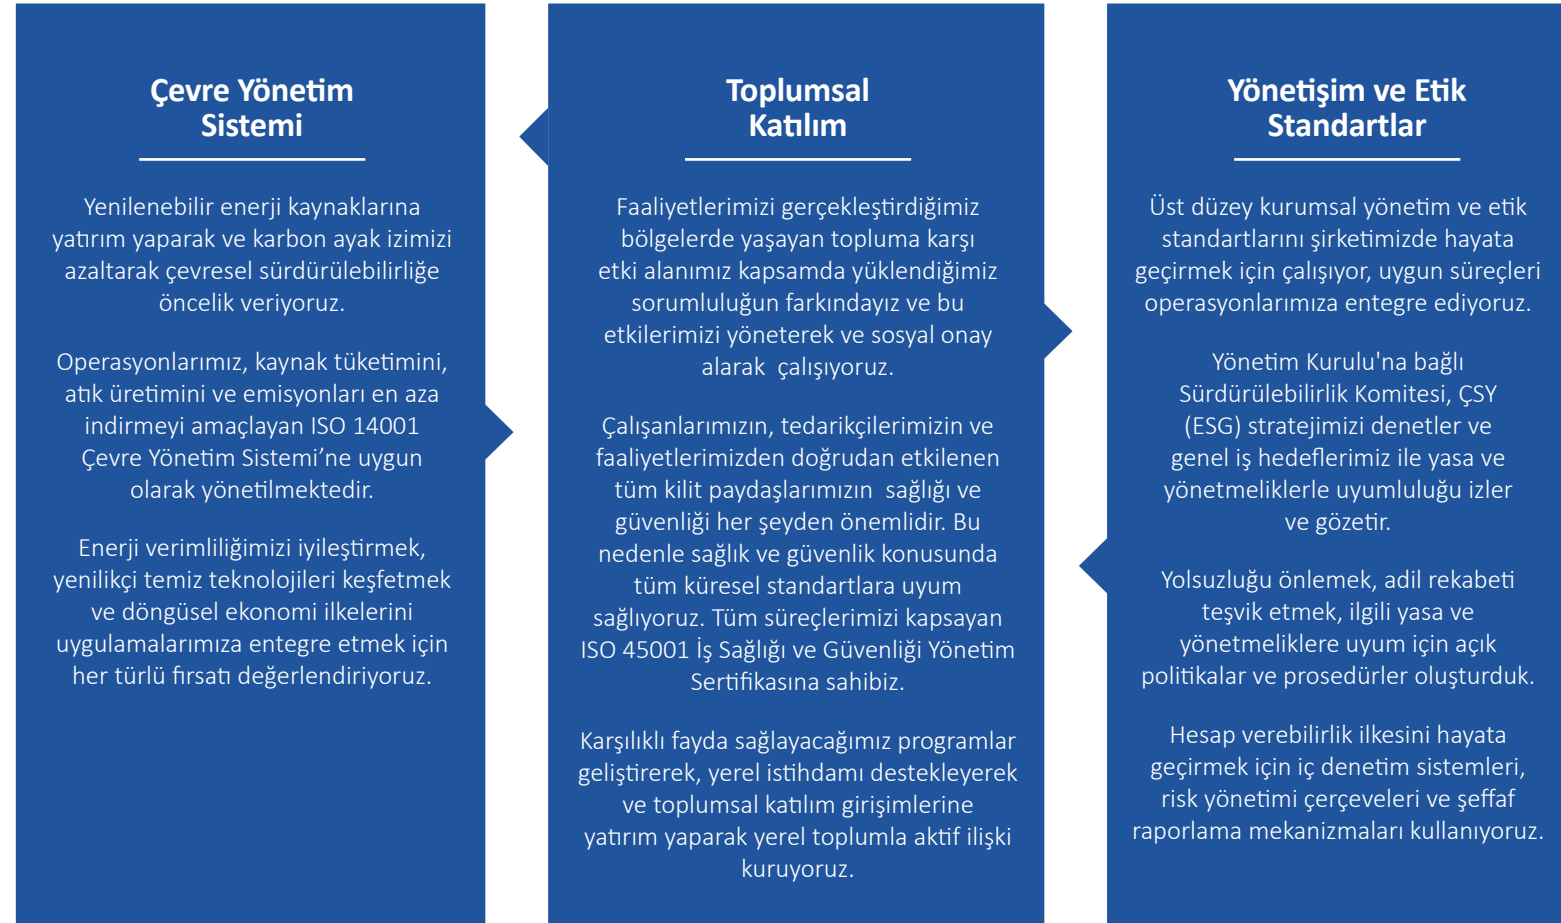 Çevre Yönetim
Sistemi
Yenilenebilir enerji kaynaklarına
yatırım yaparak ve karbon ayak izimizi
azaltarak çevresel sürdürülebilirliğe
öncelik veriyoruz.
Operasyonlarımız, kaynak tüketimini,
atık üretimini ve emisyonları en aza
indirmeyi amaçlayan ISO 14001
Çevre Yönetim Sistemi’ne uygun
olarak yönetilmektedir.
Enerji verimliliğimizi iyileştirmek,
yenilikçi temiz teknolojileri keşfetmek
ve döngüsel ekonomi ilkelerini
uygulamalarımıza entegre etmek için
her türlü fırsatı değerlendiriyoruz.
Toplumsal
Katılım
Faaliyetlerimizi gerçekleştirdiğimiz
bölgelerde yaşayan topluma karşı
etki alanımız kapsamda yüklendiğimiz
sorumluluğun farkındayız ve bu
etkilerimizi yöneterek ve sosyal onay
alarak çalışıyoruz.
Çalışanlarımızın, tedarikçilerimizin ve
faaliyetlerimizden doğrudan etkilenen
tüm kilit paydaşlarımızın sağlığı ve
güvenliği her şeyden önemlidir. Bu
nedenle sağlık ve güvenlik konusunda
tüm küresel standartlara uyum
sağlıyoruz. Tüm süreçlerimizi kapsayan
ISO 45001 İş Sağlığı ve Güvenliği Yönetim
Sertifikasına sahibiz.
Karşılıklı fayda sağlayacağımız programlar
geliştirerek, yerel istihdamı destekleyerek
ve toplumsal katılım girişimlerine
yatırım yaparak yerel toplumla aktif ilişki
kuruyoruz.
Yönetişim ve Etik
Standartlar
Üst düzey kurumsal yönetim ve etik
standartlarını şirketimizde hayata
geçirmek için çalışıyor, uygun süreçleri
operasyonlarımıza entegre ediyoruz.
Yönetim Kurulu'na bağlı
Sürdürülebilirlik Komitesi, ÇSY
(ESG) stratejimizi denetler ve
genel iş hedeflerimiz ile yasa ve
yönetmeliklerle uyumluluğu izler
ve gözetir.
Yolsuzluğu önlemek, adil rekabeti
teşvik etmek, ilgili yasa ve
yönetmeliklere uyum için açık
politikalar ve prosedürler oluşturduk.
Hesap verebilirlik ilkesini hayata
geçirmek için iç denetim sistemleri,
risk yönetimi çerçeveleri ve şeffaf
raporlama mekanizmaları kullanıyoruz.